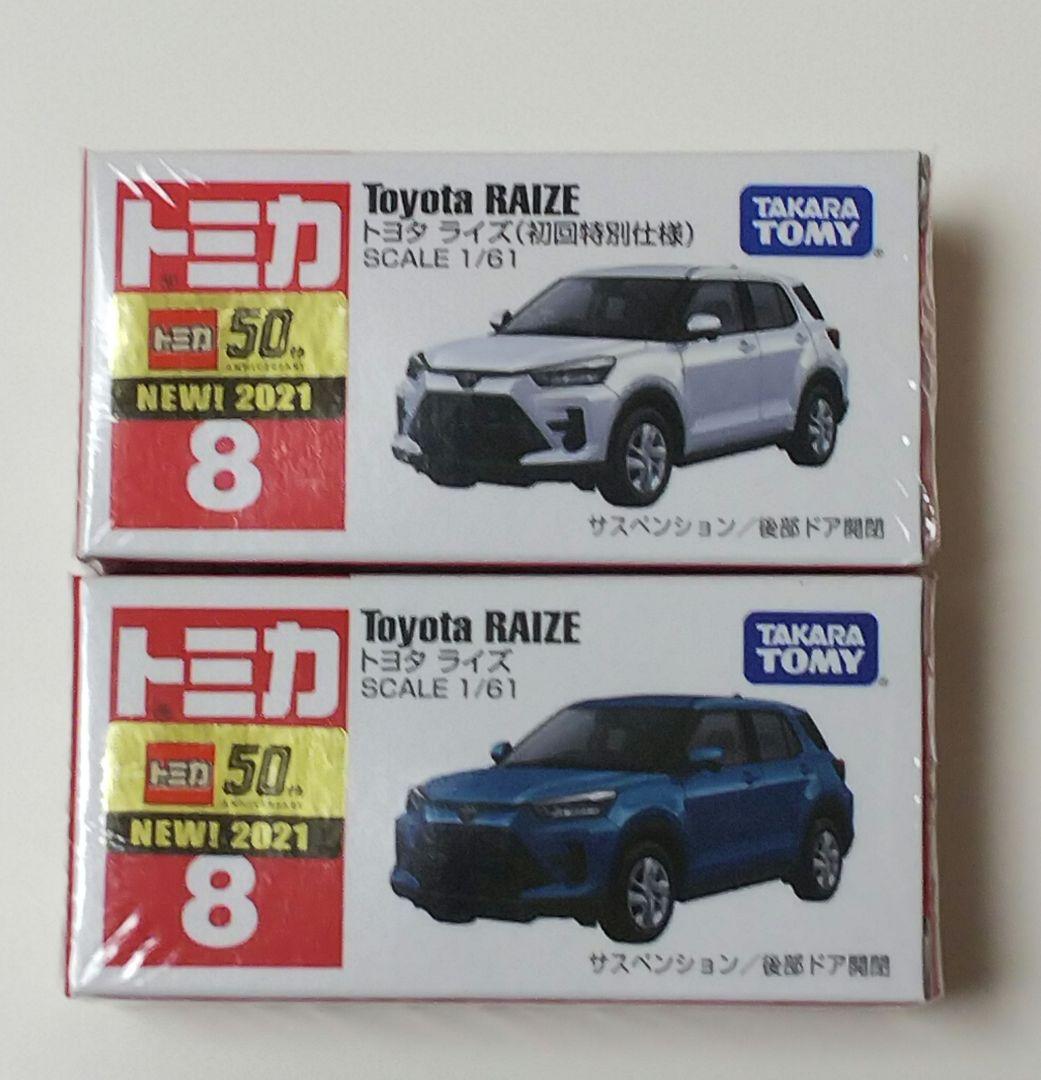 トミカ
Toyota RAIZE
トヨタ ライズ(初回特別仕様)
SCALE 1/61
TAKARA
TOMY
トミカ 50th
ANNIVERSARY
NEW! 2021
8
サスペンション/後部ドア開閉
トミカ
Toyota RAIZE
トヨタ ライズ
SCALE 1/61
TAKARA
TOMY
トミカ 50th
ANNIVERSARY
NEW! 2021
8
サスペンション/後部ドア開閉